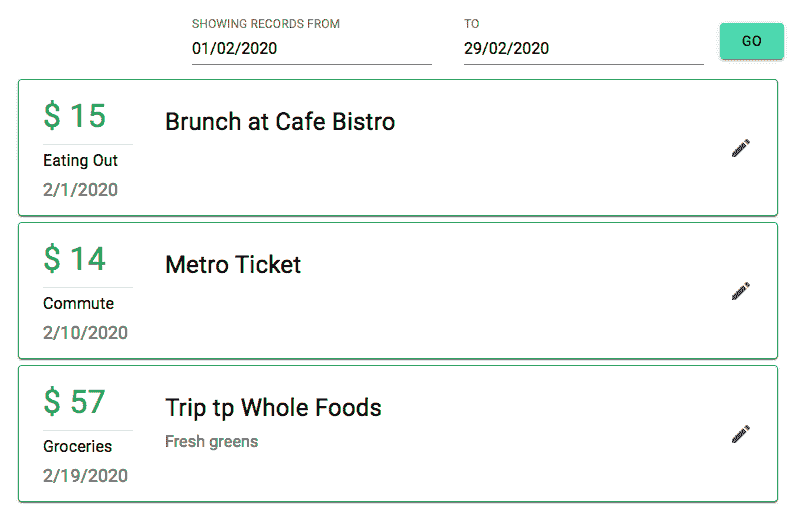 SHOWING RECORDS FROM
01/02/2020
TO
29/02/2020
GO
$ 15
Eating Out
2/1/2020
Brunch at Cafe Bistro
$ 14
Commute
2/10/2020
Metro Ticket
$ 57
Groceries
2/19/2020
Trip tp Whole Foods
Fresh greens